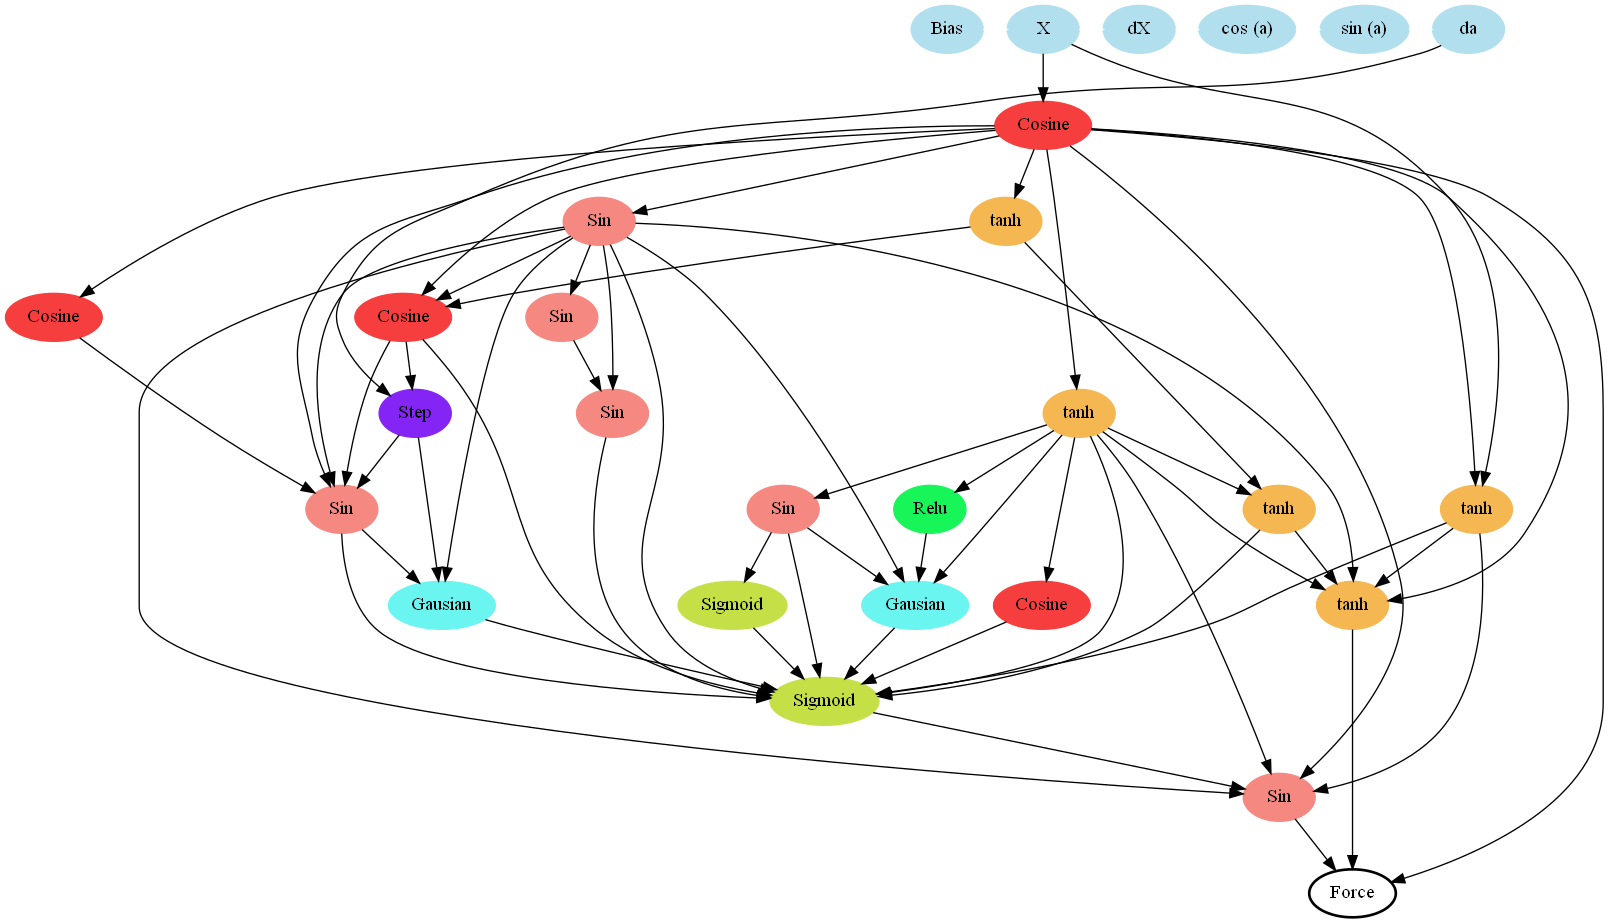 Bias
X
dX
cos (a)
sin (a)
da
Cosine
Sin
tanh
Cosine
Cosine
Sin
Step
Sin
tanh
Sin
Sin
Relu
tanh
tanh
Gausian
Sigmoid
Gausian
Cosine
tanh
Sigmoid
Sin
Force